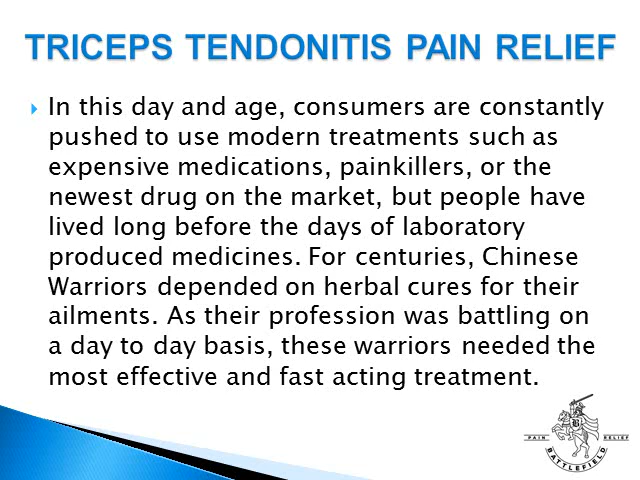 TRICEPS TENDONITIS PAIN RELIEF
In this day and age, consumers are constantly
pushed to use modern treatments such as
expensive medications, painkillers, or the
newest drug on the market, but people have
lived long before the days of laboratory
produced medicines. For centuries, Chinese
Warriors depended on herbal cures for their
ailments. As their profession was battling on
a day to day basis, these warriors needed the
most effective and fast acting treatment.
PAIN RELIEF
BATTLEFIELD